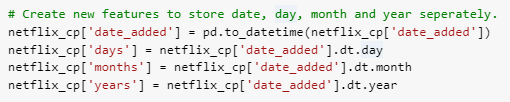 # Create new features to store date, day, month and year seperately.
netflix_cp['date_added'] = pd.to_datetime(netflix_cp['date_added'])
netflix_cp['days'] = netflix_cp['date_added'].dt.day
netflix_cp['months'] = netflix_cp['date_added'].dt.month
netflix_cp['years'] = netflix_cp['date_added'].dt.year